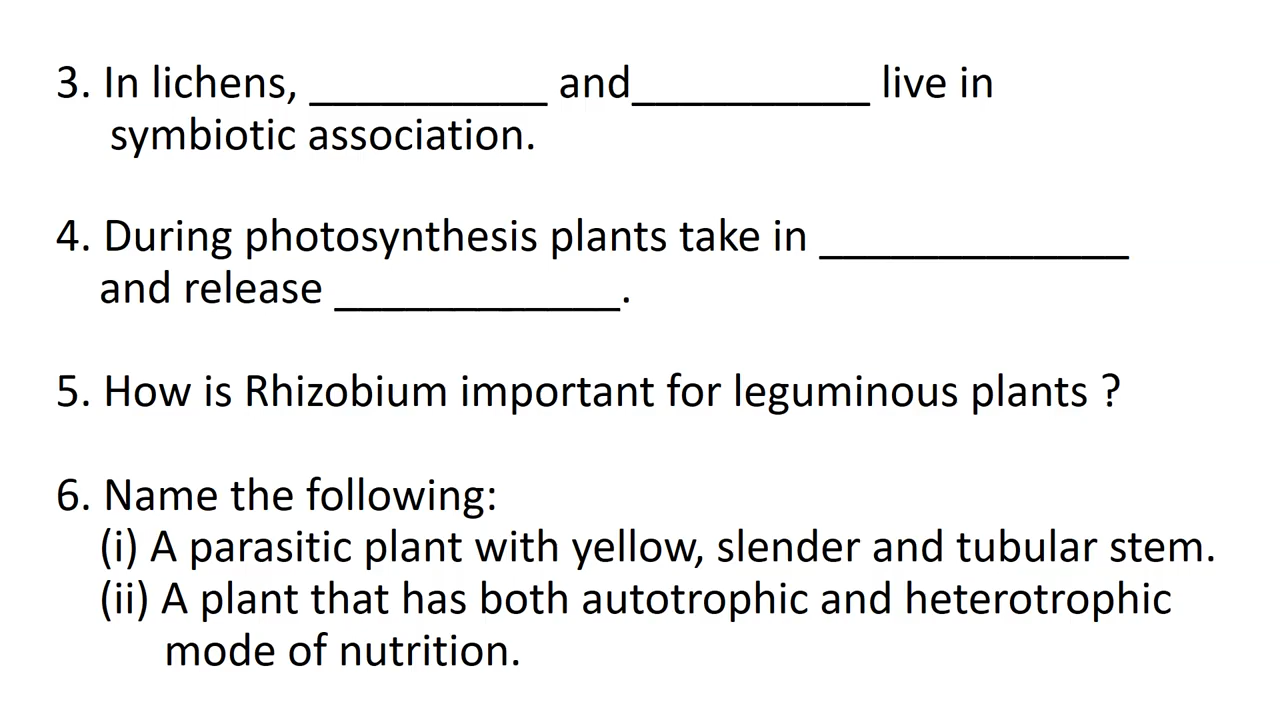 3. In lichens, __________ and__________ live in
symbiotic association.
4. During photosynthesis plants take in _____________
and release ____________.
5. How is Rhizobium important for leguminous plants ?
6. Name the following:
(i) A parasitic plant with yellow, slender and tubular stem.
(ii) A plant that has both autotrophic and heterotrophic
mode of nutrition.